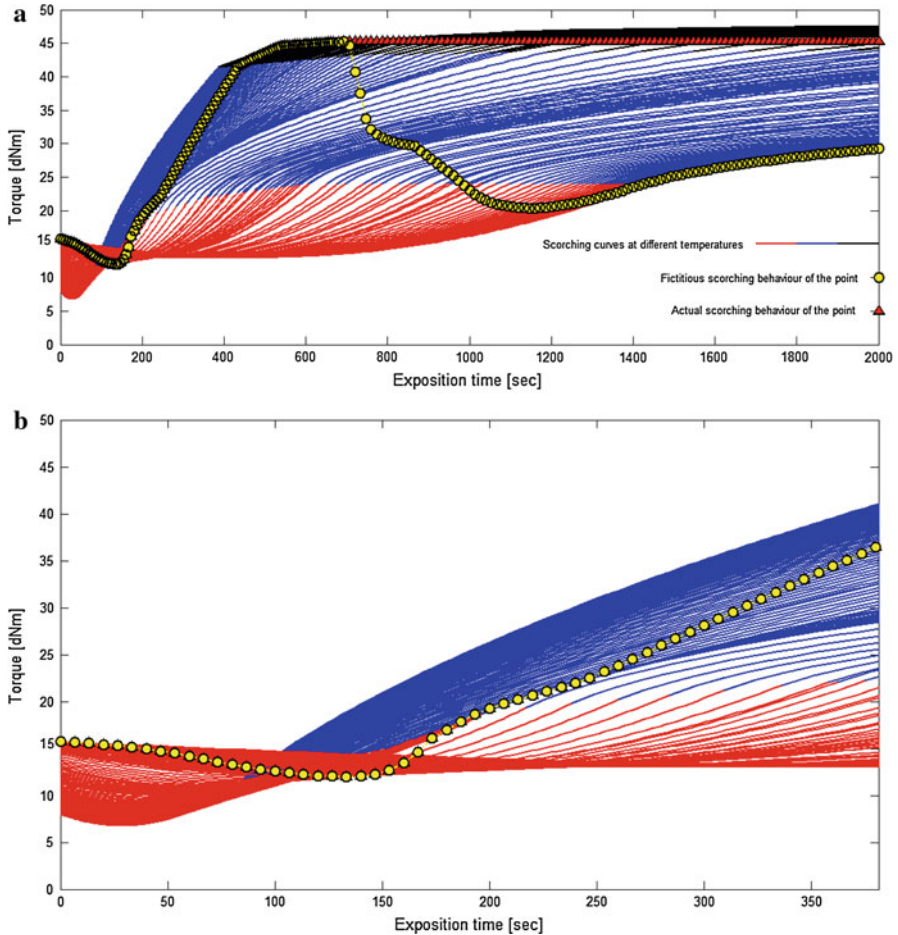 a
50
45
40
35
30
25
20
15
10
5
0
Torque [dNm]
Scorching curves at different temperatures
Fictitious scorching behaviour of the point
Actual scorching behaviour of the point
0 200 400 600 800 1000 1200 1400 1600 1800 2000
Exposition time [sec]
b
50
45
40
35
30
25
20
15
10
5
0
Torque [dNm]
0 50 100 150 200 250 300 350
Exposition time [sec]